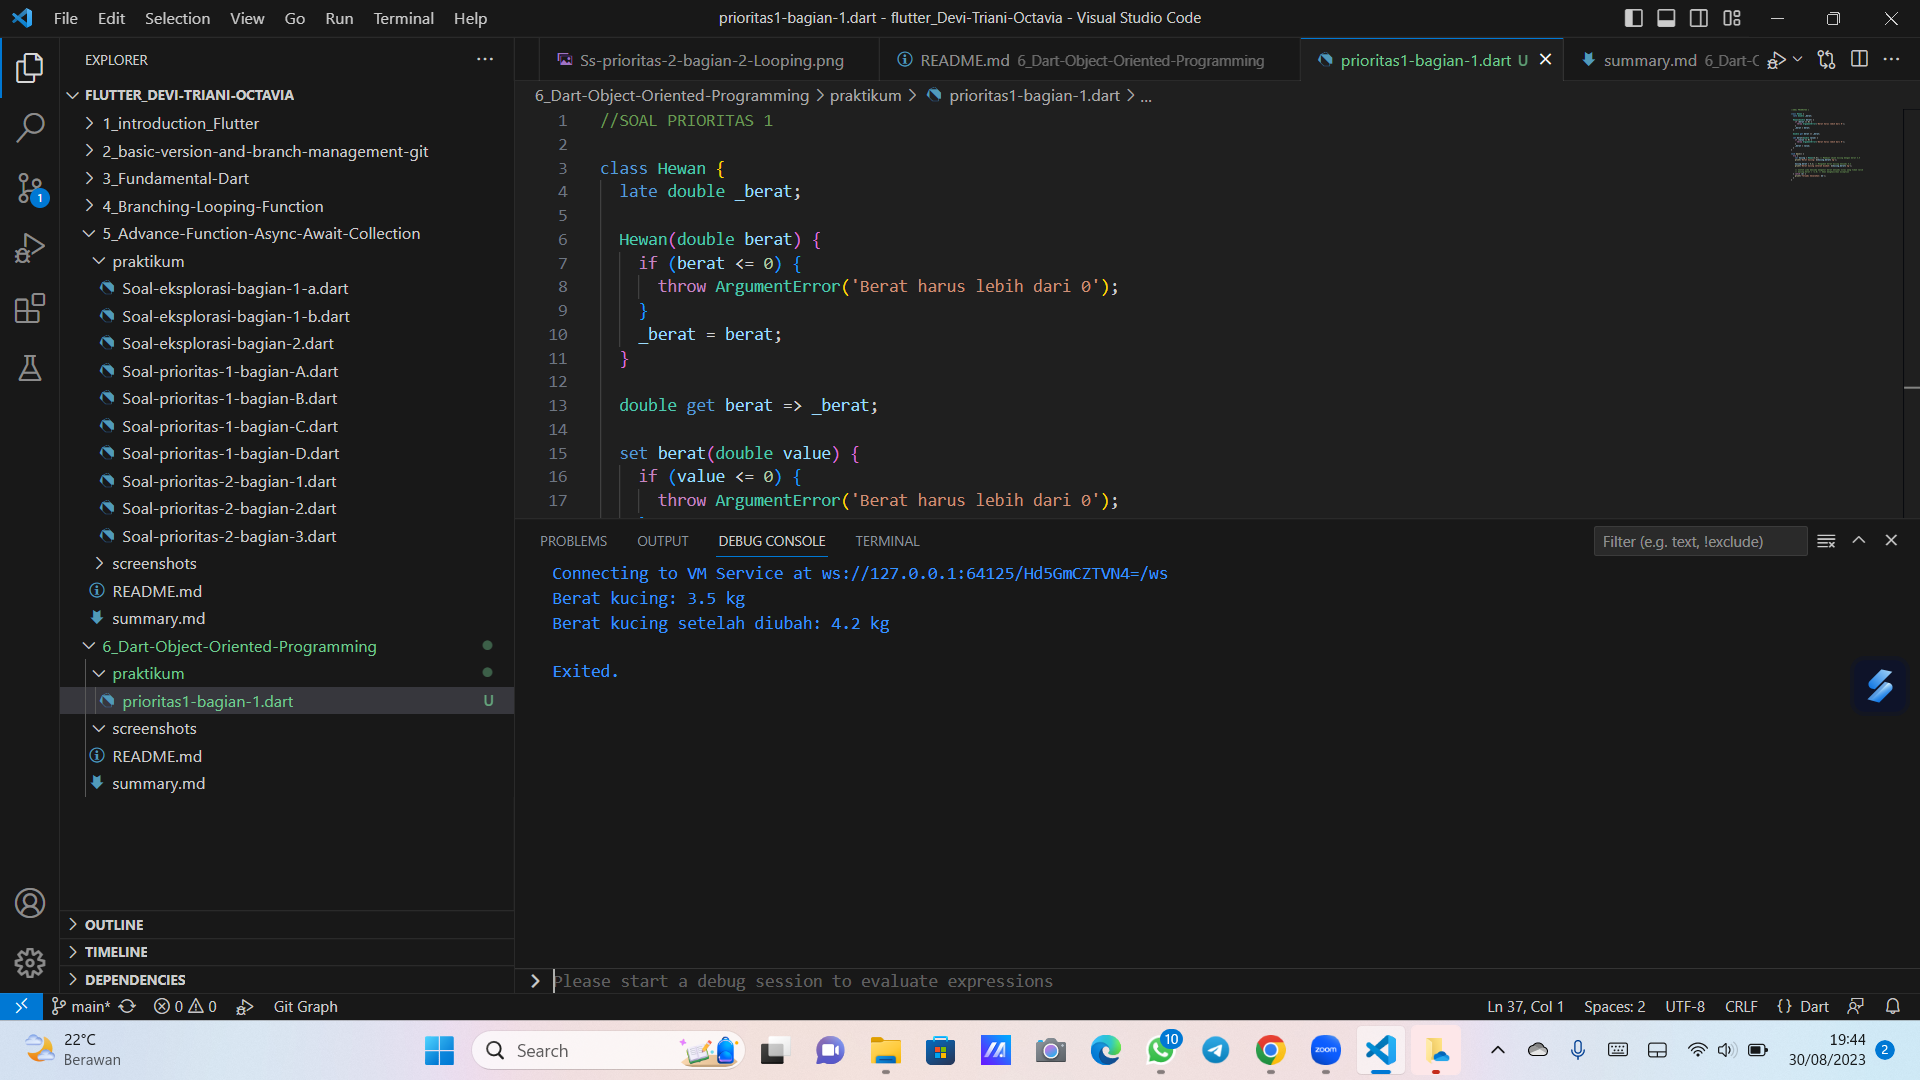 File Edit Selection View Go Run Terminal Help
prioritas1-bagian-1.dart - flutter_Devi-Triani-Octavia - Visual Studio Code
EXPLORER
FLUTTER_DEVI-TRIANI-OCTAVIA
1_introduction_Flutter
2_basic-version-and-branch-management-git
3_Fundamental-Dart
4_Branching-Looping-Function
5_Advance-Function-Async-Await-Collection
praktikum
Soal-eksplorasi-bagian-1-a.dart
Soal-eksplorasi-bagian-1-b.dart
Soal-eksplorasi-bagian-2.dart
Soal-prioritas-1-bagian-A.dart
Soal-prioritas-1-bagian-B.dart
Soal-prioritas-1-bagian-C.dart
Soal-prioritas-1-bagian-D.dart
Soal-prioritas-2-bagian-1.dart
Soal-prioritas-2-bagian-2.dart
Soal-prioritas-2-bagian-3.dart
screenshots
README.md
summary.md
6_Dart-Object-Oriented-Programming
praktikum
prioritas1-bagian-1.dart U
screenshots
README.md
summary.md
OUTLINE
TIMELINE
DEPENDENCIES
1
Ss-prioritas-2-bagian-2-Looping.png
README.md 6_Dart-Object-Oriented-Programming
prioritas1-bagian-1.dart U
summary.md 6_Dart-C
6_Dart-Object-Oriented-Programming > praktikum > prioritas1-bagian-1.dart > ...
1 //SOAL PRIORITAS 1
2
3 class Hewan {
4 late double _berat;
5
6 Hewan(double berat) {
7 if (berat <= 0) {
8 throw ArgumentError('Berat harus lebih dari 0');
9 }
10 _berat = berat;
11 }
12
13 double get berat => _berat;
14
15 set berat(double value) {
16 if (value <= 0) {
17 throw ArgumentError('Berat harus lebih dari 0');
PROBLEMS OUTPUT DEBUG CONSOLE TERMINAL
Filter (e.g. text, !exclude)
Connecting to VM Service at ws://127.0.0.1:64125/Hd5GmCZTVN4=/ws
Berat kucing: 3.5 kg
Berat kucing setelah diubah: 4.2 kg
Exited.
Please start a debug session to evaluate expressions
main* 0 0 Git Graph
Ln 37, Col 1 Spaces: 2 UTF-8 CRLF {} Dart
22°C
Berawan
Search
10
zoom
19:44
30/08/2023
2